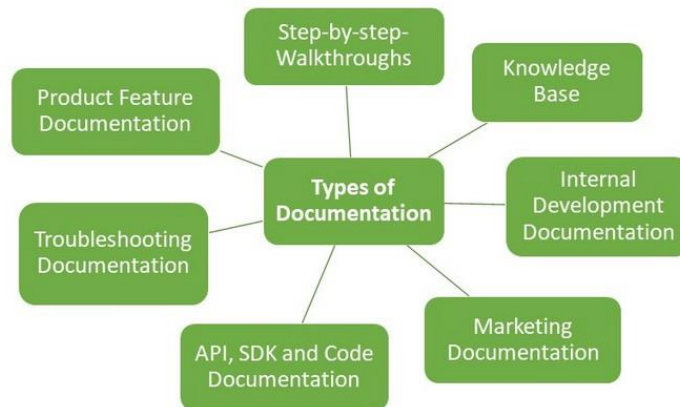 Step-by-step-
Walkthroughs
Knowledge
Base
Product Feature
Documentation
Types of
Documentation
Internal
Development
Documentation
Troubleshooting
Documentation
Marketing
Documentation
API, SDK and Code
Documentation